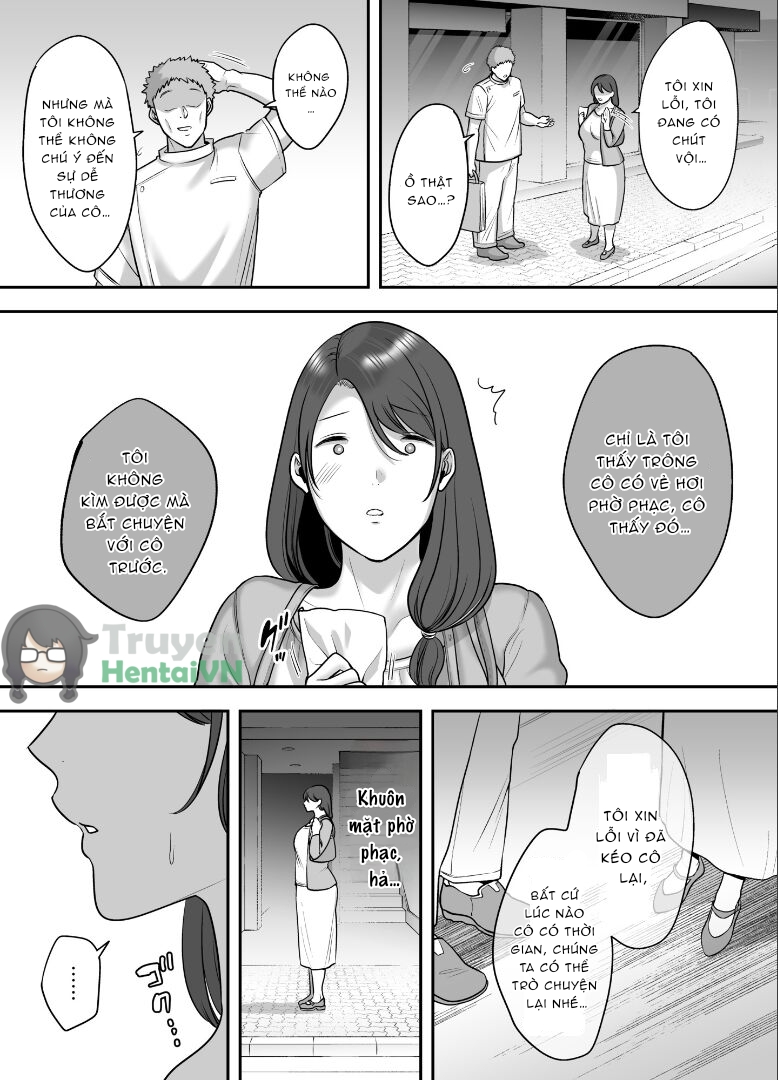 TÔI XIN
LỖI, TÔI
ĐANG CÓ
CHÚT
VỘI...
Ồ THẬT
SAO...?
KHÔNG
THỂ NÀO
...
NHƯNG MÀ
TÔI KHÔNG
THỂ KHÔNG
CHÚ Ý ĐẾN
SỰ DỄ
THƯƠNG
CỦA CÔ...
CHỈ LÀ TÔI
THẤY TRÔNG
CÔ CÓ VẺ HƠI
PHỜ PHẠC, CÔ
THẤY ĐÓ...
TÔI
KHÔNG
KÌM ĐƯỢC MÀ
BẮT CHUYỆN
VỚI CÔ
TRƯỚC.
Truyen
HentaiVN
TÔI XIN
LỖI VÌ ĐÃ
KÉO CÔ
LẠI,
BẤT CỨ
LÚC NÀO
CÔ CÓ THỜI
GIAN, CHÚNG
TA CÓ THỂ
TRÒ CHUYỆN
LẠI NHÉ...
Khuôn
mặt phờ
phạc,
hả...
......